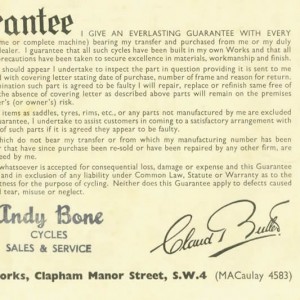 rantee
I GIVE AN EVERLASTING GUARANTEE WITH EVERY
me or complete machine) bearing my transfer and purchased from me or my duly
dealer. I guarantee that all such cycles have been built in my own Works and that all
precautions have been taken to secure excellence in materials, workmanship and finish.
should appear I undertake to inspect the part in question providing it is sent to me
with covering letter stating date of purchase, number of frame and reason for return.
mination such part is agreed to be faulty I will repair, replace or refinish same free of
the absence of covering letter as described above parts will remain on the premises
r's (or owner's) risk.
items as saddles, tyres, rims, etc., or any parts not manufactured by me are excluded
antee, I undertake to assist customers in coming to a satisfactory arrangement with
of such parts if it is agreed they appear to be faulty.
which do not bear my transfer or from which my manufacturing number has been
that have since purchase been re-sold or have been repaired by any other firm, are
ed by me.
whatsoever is accepted for consequential loss, damage or expense and this Guarantee
and in exclusion of any liability under Common Law, Statute or Warranty as to the
tness for the purpose of cycling. Neither does this Guarantee apply to defects caused
tear, misuse or neglect.
Andy Bone
CYCLES
SALES & SERVICE
Claud Butler
orks, Clapham Manor Street, S.W.4 (MACaulay 4583)